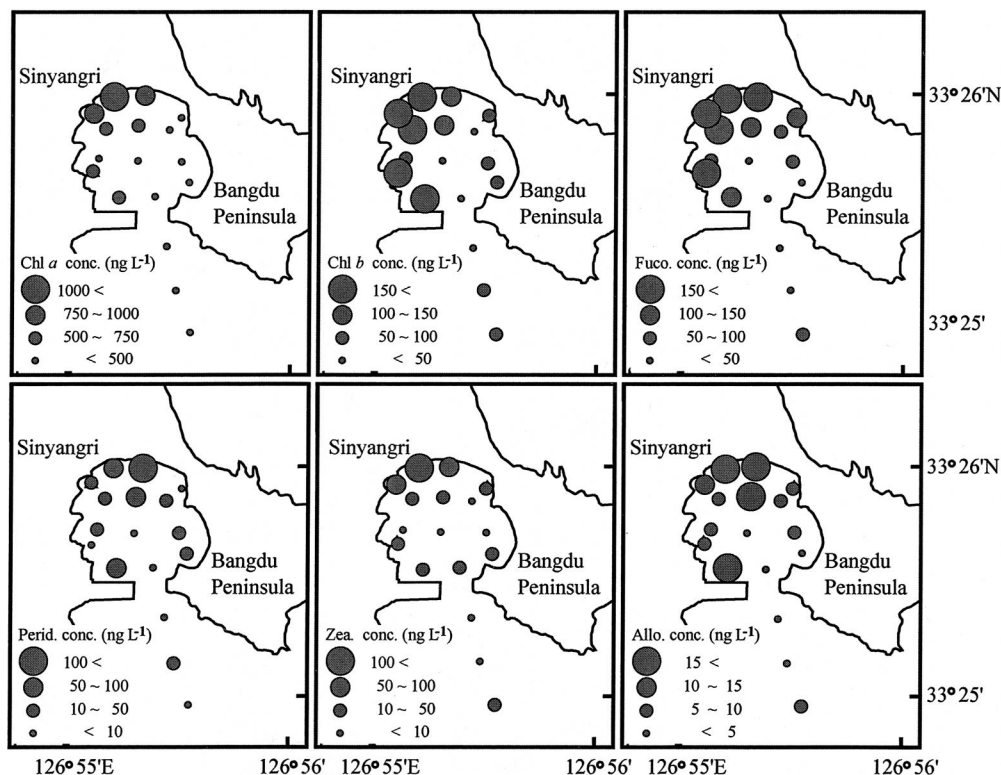 Sinyangri
Bangdu
Peninsula
Chl a conc. (ng L-1)
1000 <
750 ~ 1000
500 ~ 750
< 500
Sinyangri
Bangdu
Peninsula
Chl b conc. (ng L-1)
150 <
100 ~ 150
50 ~ 100
< 50
Sinyangri
Bangdu
Peninsula
Fuco. conc. (ng L-1)
150 <
100 ~ 150
50 ~ 100
< 50
33° 26'N
33° 25'
Sinyangri
Bangdu
Peninsula
Perid. conc. (ng L-1)
100 <
50 ~ 100
10 ~ 50
< 10
Sinyangri
Bangdu
Peninsula
Zea. conc. (ng L-1)
100 <
50 ~ 100
10 ~ 50
< 10
Sinyangri
Bangdu
Peninsula
Allo. conc. (ng L-1)
15 <
10 ~ 15
5 ~ 10
< 5
33° 26'N
33° 25'
126° 55'E
126° 56'
126° 55'E
126° 56'
126° 55'E
126° 56'